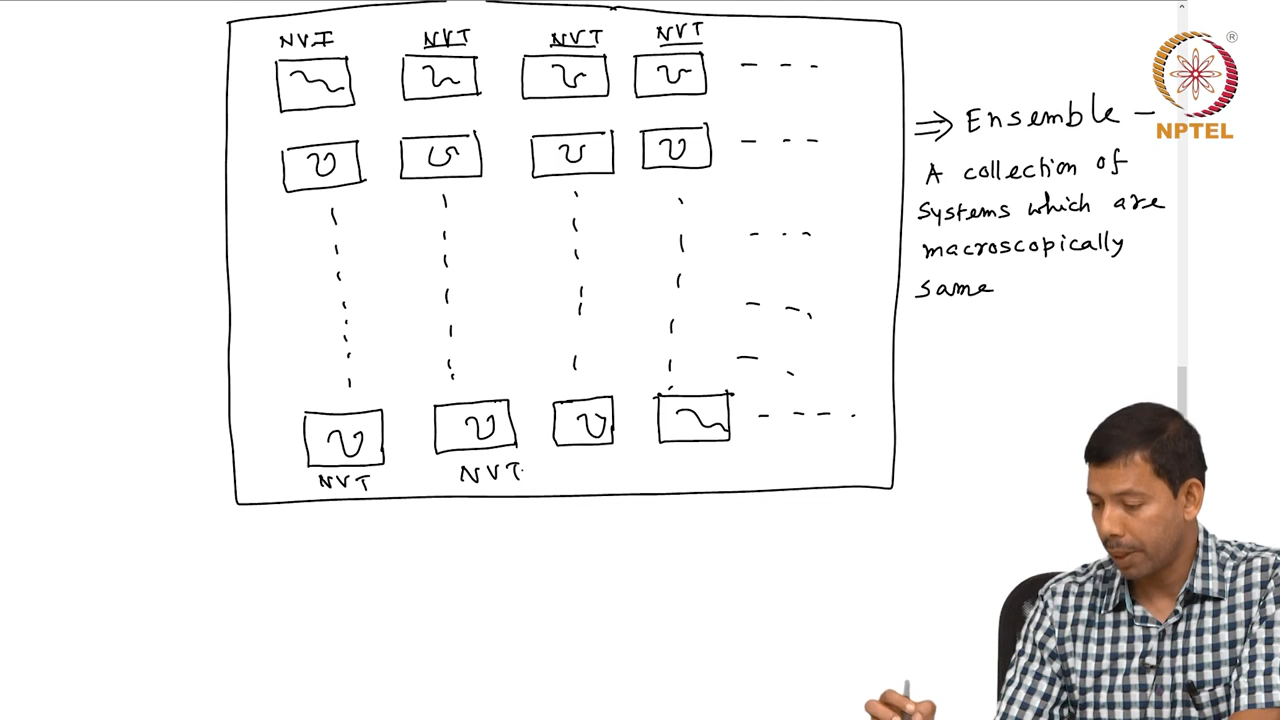 NVT NVT NVT NVT
⇒ Ensemble –
A collection of
systems which are
macroscopically
same
NVT NVT
®
NPTEL